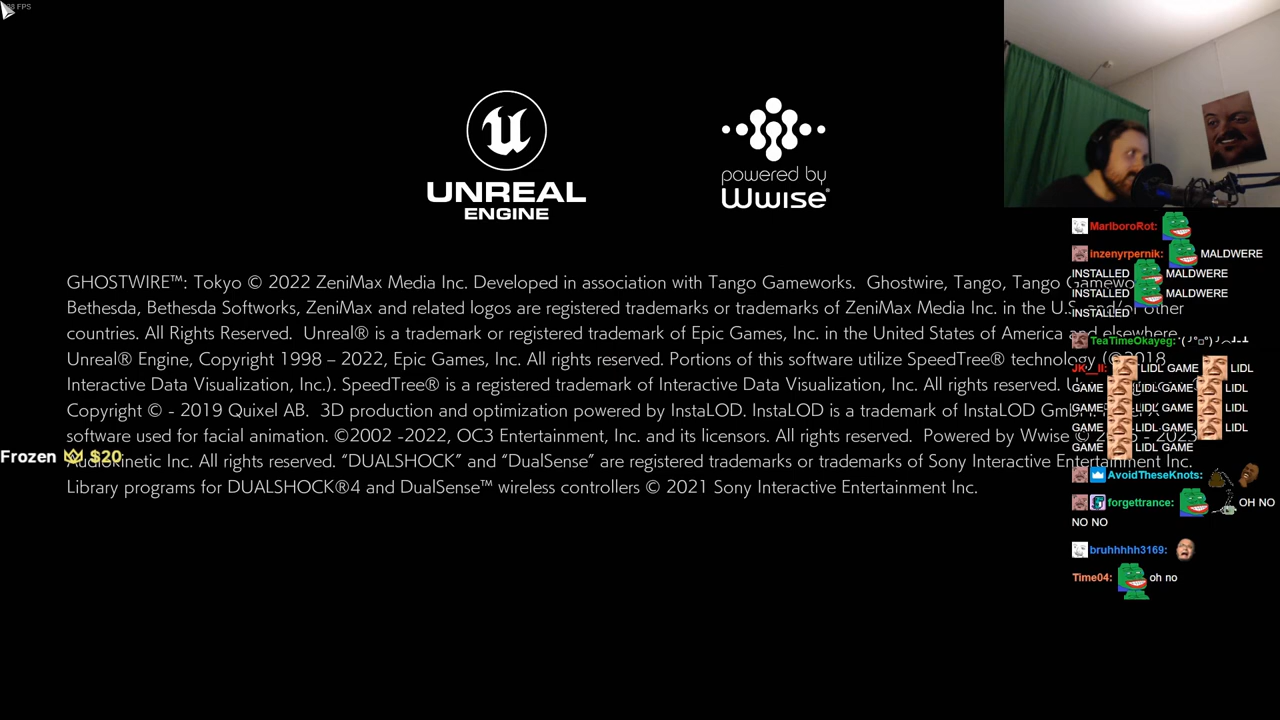 FPS
UNREAL
ENGINE
powered by
Wwise
GHOSTWIRE™: Tokyo © 2022 ZeniMax Media Inc. Developed in association with Tango Gameworks. Ghostwire, Tango, Tango
Bethesda, Bethesda Softworks, ZeniMax and related logos are registered trademarks or trademarks of ZeniMax Media Inc. in the U.S. other
countries. All Rights Reserved. Unreal® is a trademark or registered trademark of Epic Games, Inc. in the United States of America and elsewhere
Unreal® Engine, Copyright 1998 – 2022, Epic Games, Inc. All rights reserved. Portions of this software utilize SpeedTree® technology (©2018
Interactive Data Visualization, Inc.). SpeedTree® is a registered trademark of Interactive Data Visualization, Inc. All rights reserved.
Copyright © - 2019 Quixel AB. 3D production and optimization powered by InstaLOD. InstaLOD is a trademark of InstaLOD
software used for facial animation. ©2002 -2022, OC3 Entertainment, Inc. and its licensors. All rights reserved. Powered by Wwise ©
Audiokinetic Inc. All rights reserved. “DUALSHOCK” and “DualSense” are registered trademarks or trademarks of Sony Interactive Entertainment Inc.
Library programs for DUALSHOCK®4 and DualSense™ wireless controllers © 2021 Sony Interactive Entertainment Inc.
Frozen $20
MarlboroRot:
inzenyrpernik: MALDWERE
INSTALLED MALDWERE
INSTALLED MALDWERE
INSTALLED
TeaTimeOkayeg:
JK__II: LIDL GAME LIDL
GAME LIDL GAME LIDL
GAME LIDL GAME LIDL
GAME LIDL GAME LIDL
GAME LIDL GAME
AvoidTheseKnots:
forgettrance: OH NO
NO NO
bruhhhhh3169:
Time04: oh no